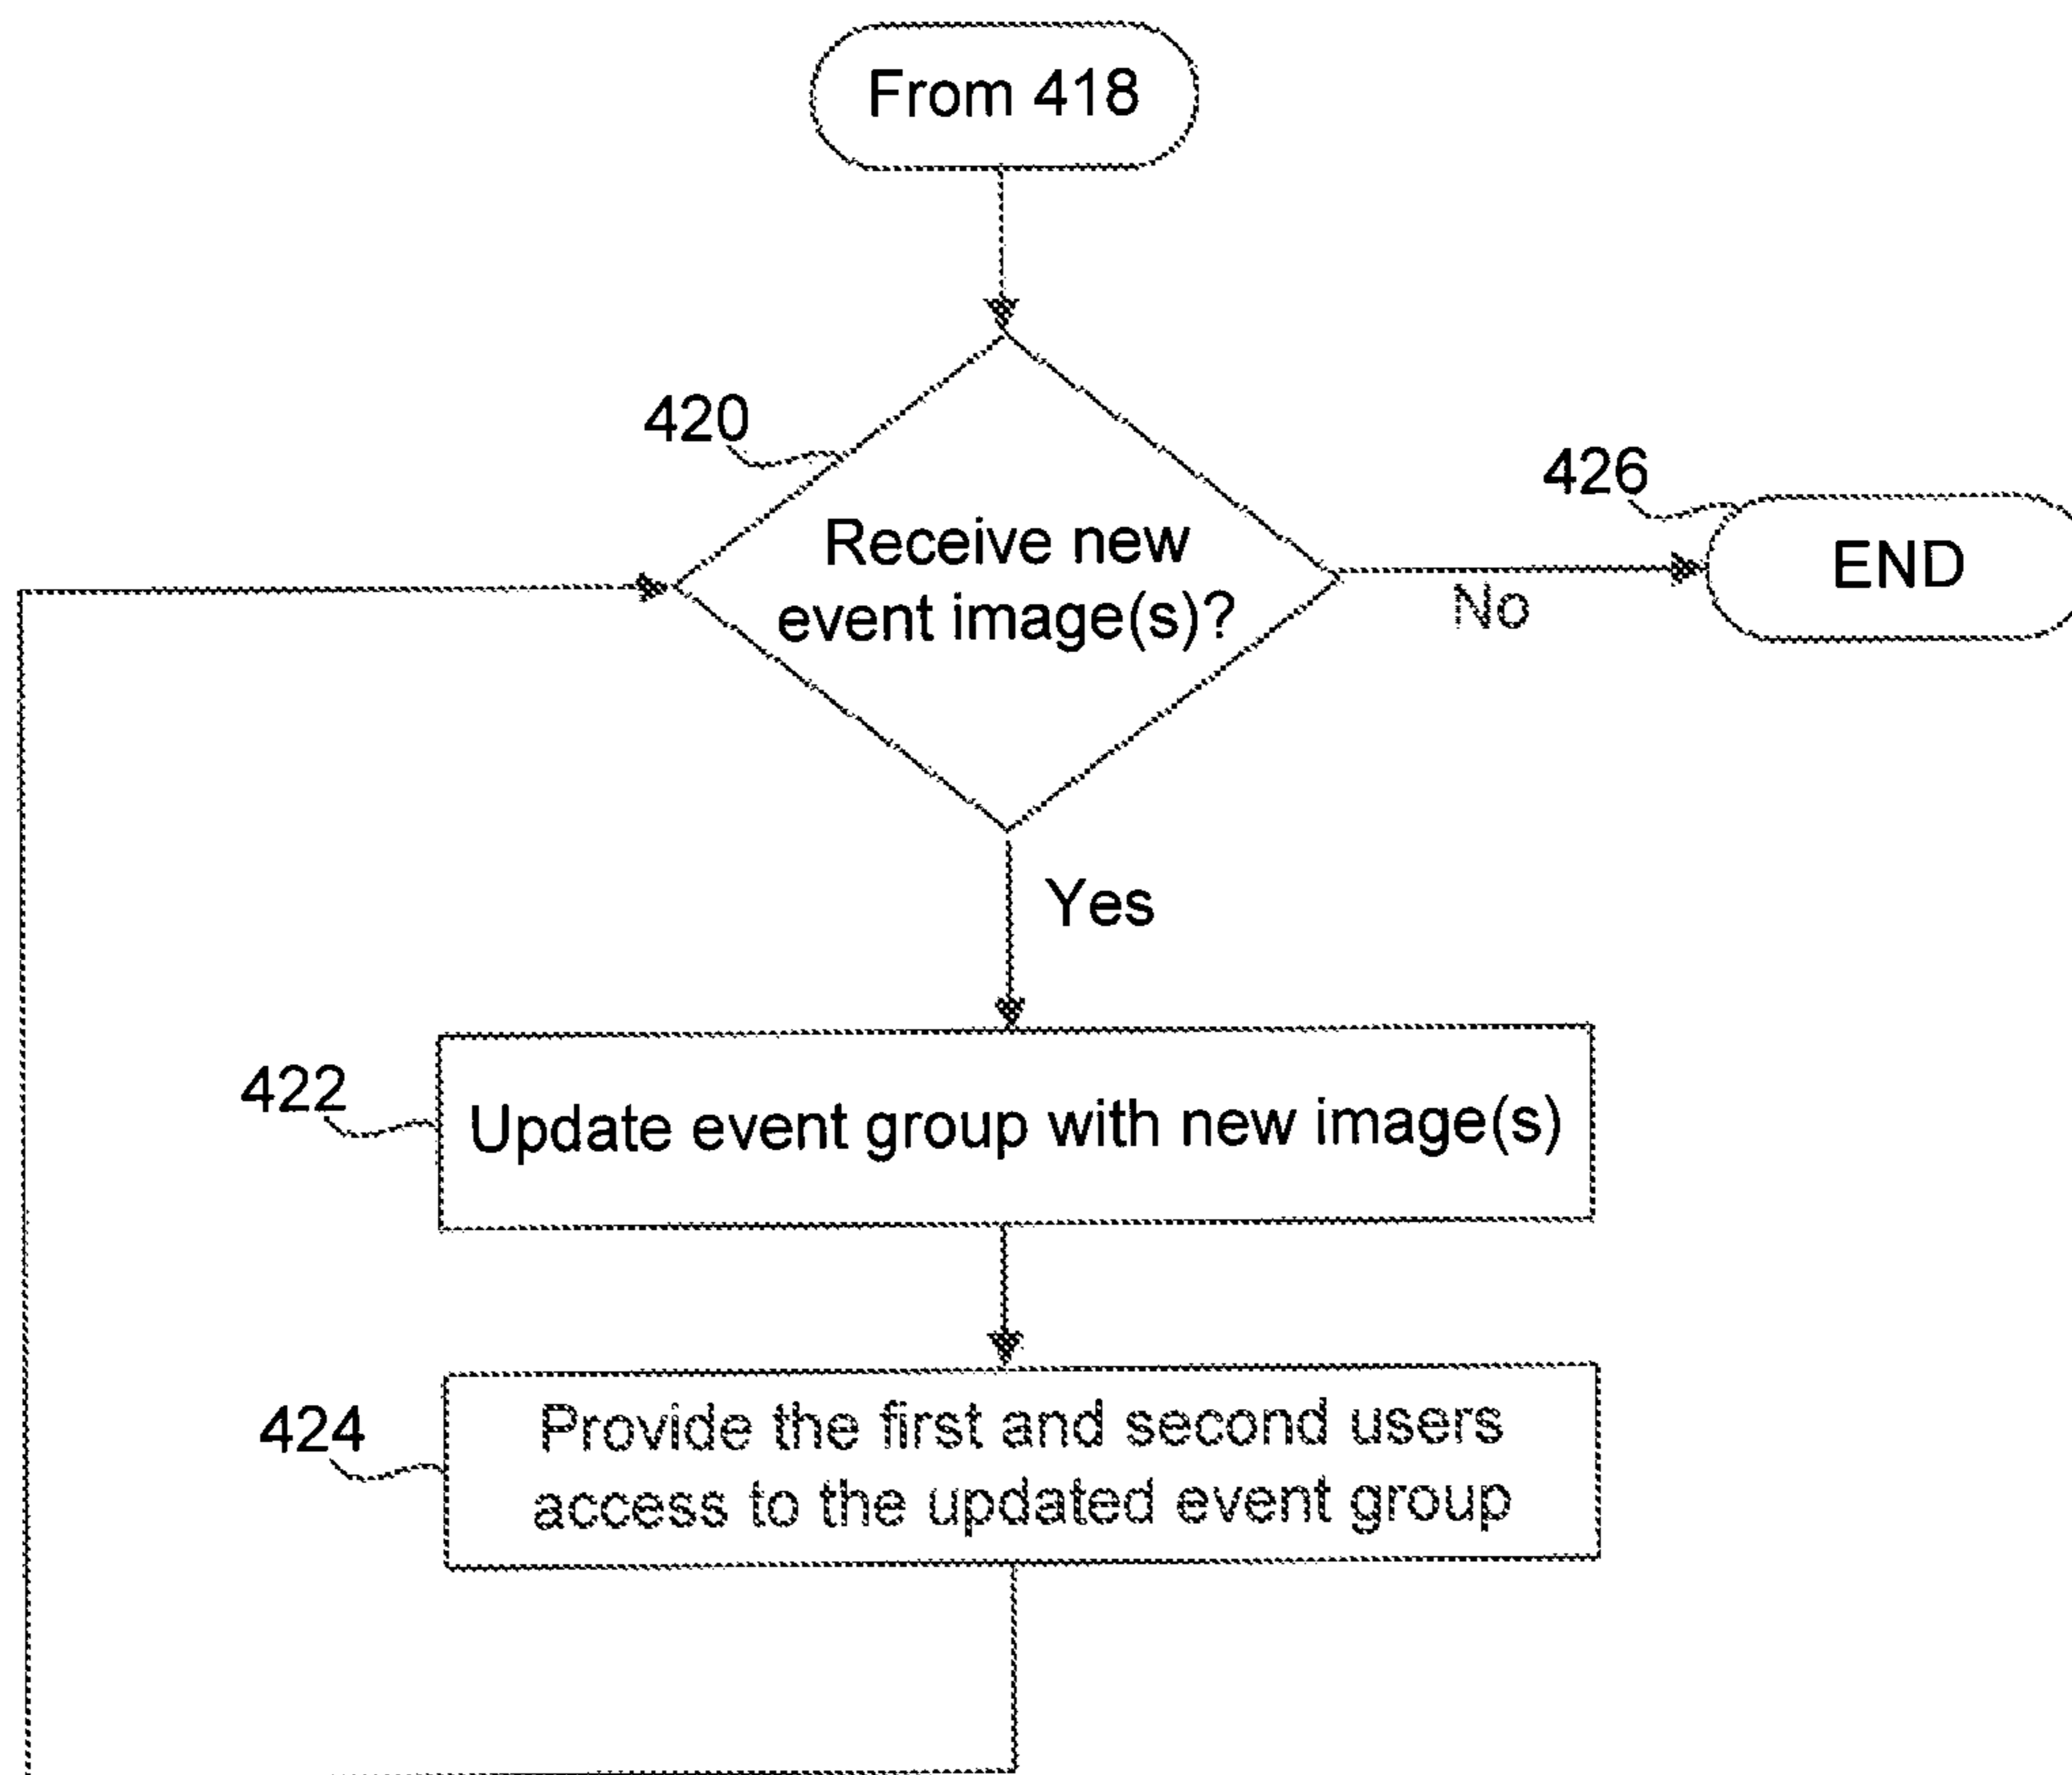 From 418
420
Receive new
event image(s)?
426
END
No
Yes
422
Update event group with new image(s)
424
Provide the first and second users
access to the updated event group